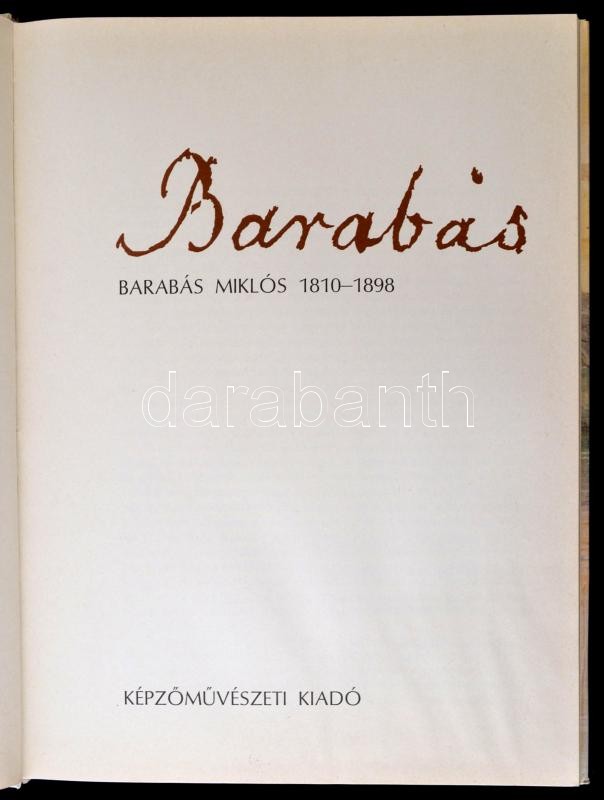 Barabás
BARABÁS MIKLÓS 1810–1898
darabanth
KÉPZŐMŰVÉSZETI KIADÓ